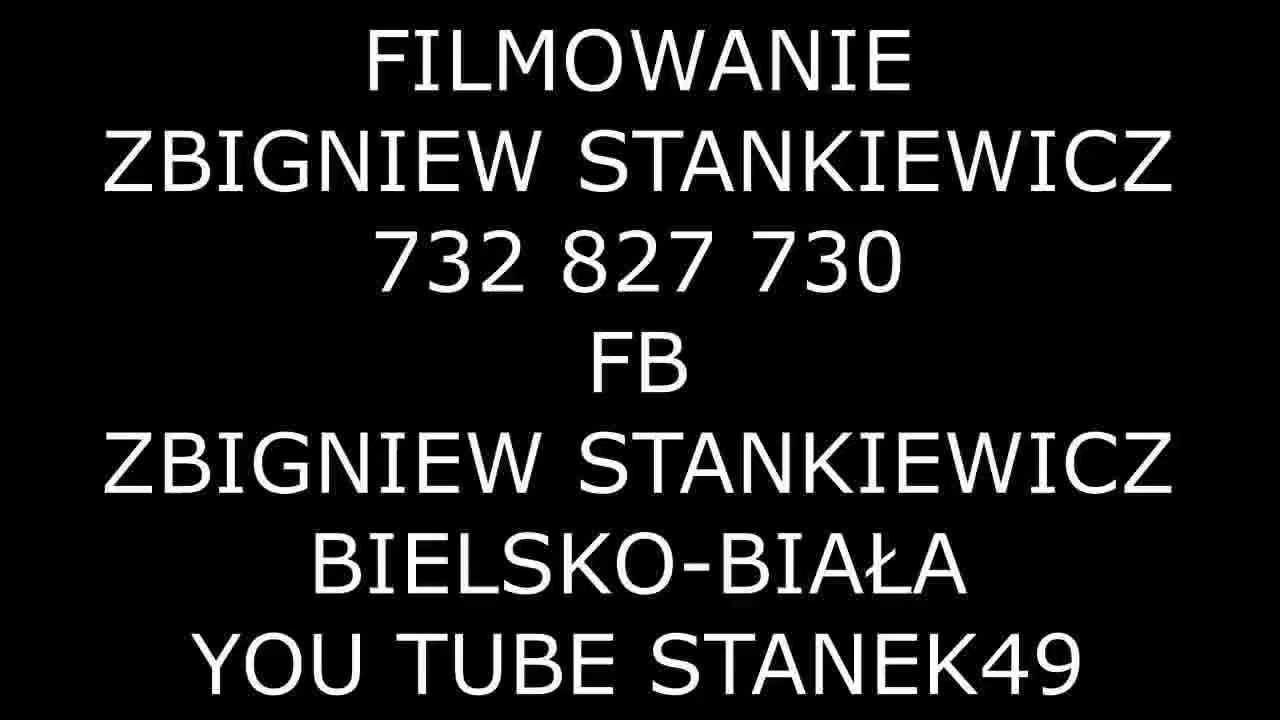 FILMOWANIE
ZBIGNIEW STANKIEWICZ
732 827 730
FB
ZBIGNIEW STANKIEWICZ
BIELSKO-BIAŁA
YOU TUBE STANEK49